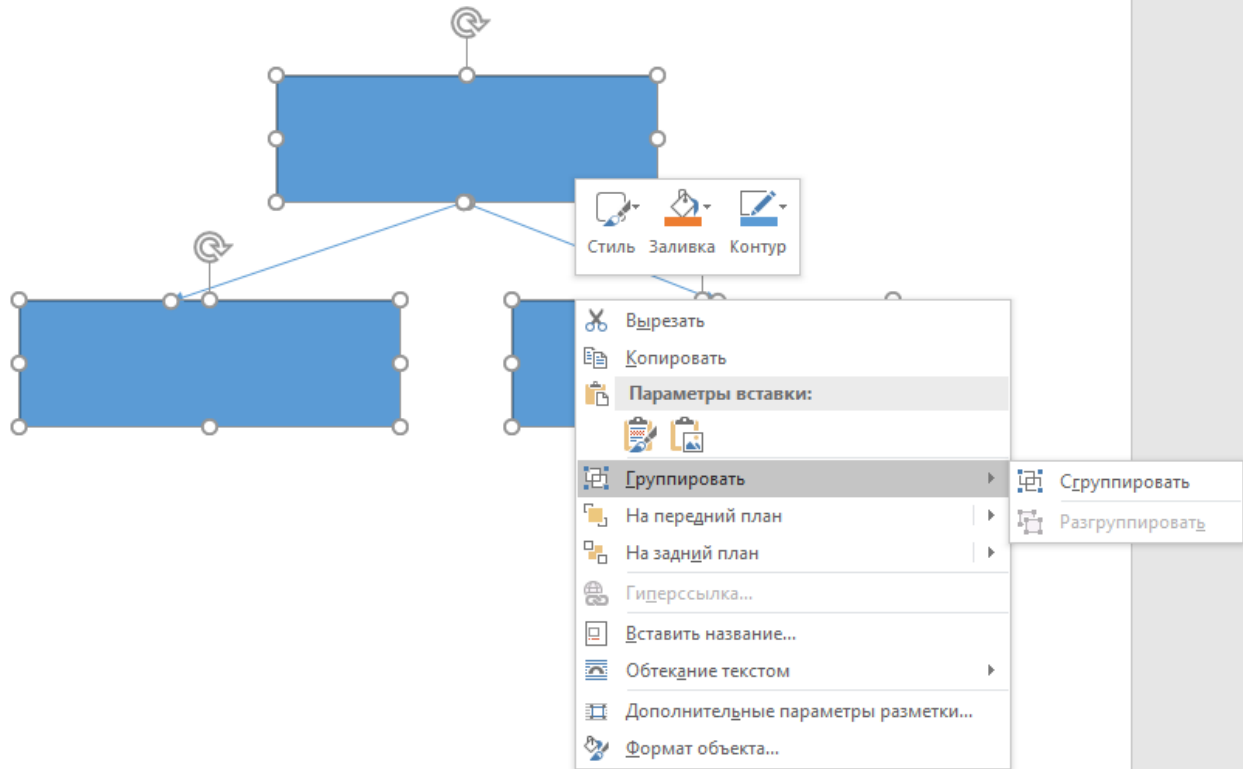 Стиль Заливка Контур
Вырезать
Копировать
Параметры вставки:
Группировать
Сгруппировать
На передний план
Разгруппировать
На задний план
Гиперссылка...
Вставить название...
Обтекание текстом
Дополнительные параметры разметки...
Формат объекта...